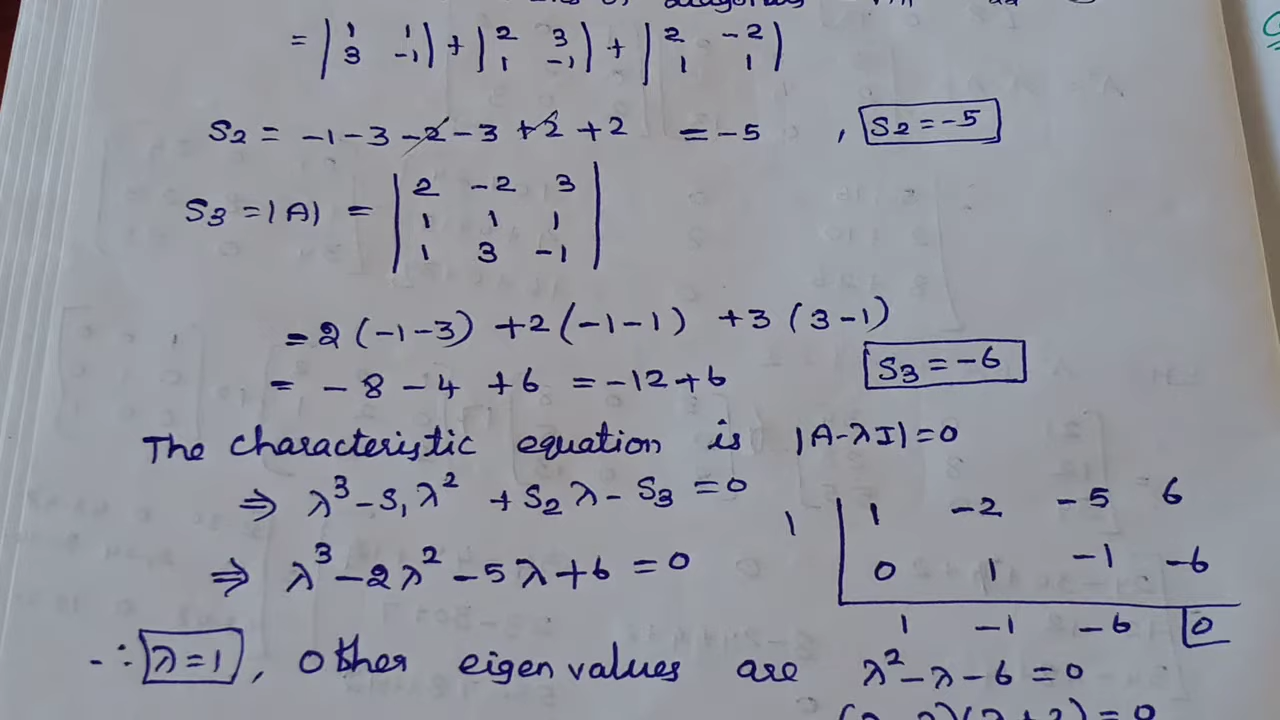 = | 1 1 | + | 2 3 | + | 2 -2 |
| 3 -1 | | 1 -1 | | 1 1 |
S2 = -1-3-2-3+2+2 = -5 , S2 = -5
S3 = |A| = | 2 -2 3 |
| 1 1 1 |
| 1 3 -1 |
= 2(-1-3) +2(-1-1) +3(3-1)
= -8 -4 +6 = -12+6 S3 = -6
The characteristic equation is |A-λI|=0
⇒ λ³ - S₁λ² + S₂λ - S₃ = 0
1 | 1 -2 -5 6
⇒ λ³ - 2λ² - 5λ + 6 = 0
0 1 -1 -6
1 -1 -6 0
∴ λ=1, Other eigen values are λ² - λ - 6 = 0